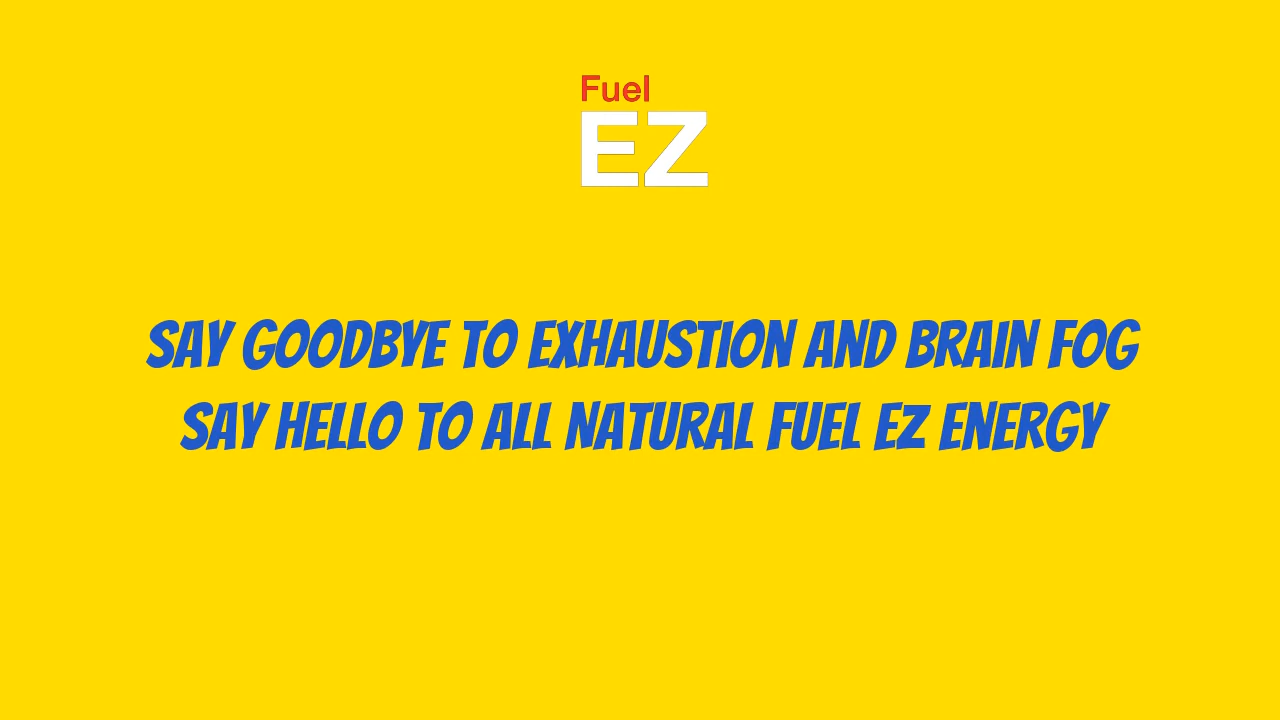 Fuel
EZ
SAY GOODBYE TO EXHAUSTION AND BRAIN FOG
SAY HELLO TO ALL NATURAL FUEL EZ ENERGY